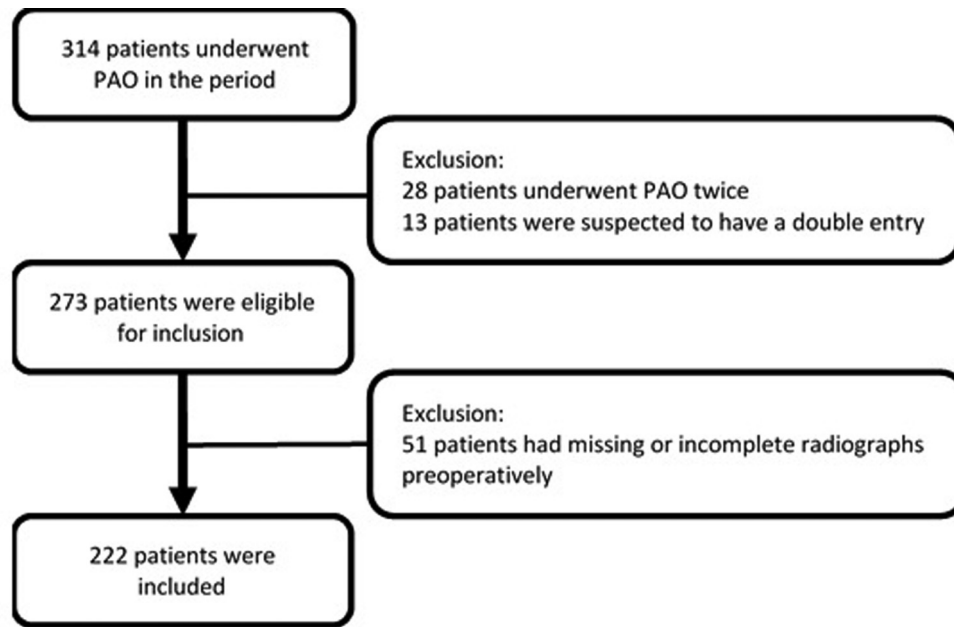 314 patients underwent
PAO in the period
Exclusion:
28 patients underwent PAO twice
13 patients were suspected to have a double entry
273 patients were eligible
for inclusion
Exclusion:
51 patients had missing or incomplete radiographs
preoperatively
222 patients were
included